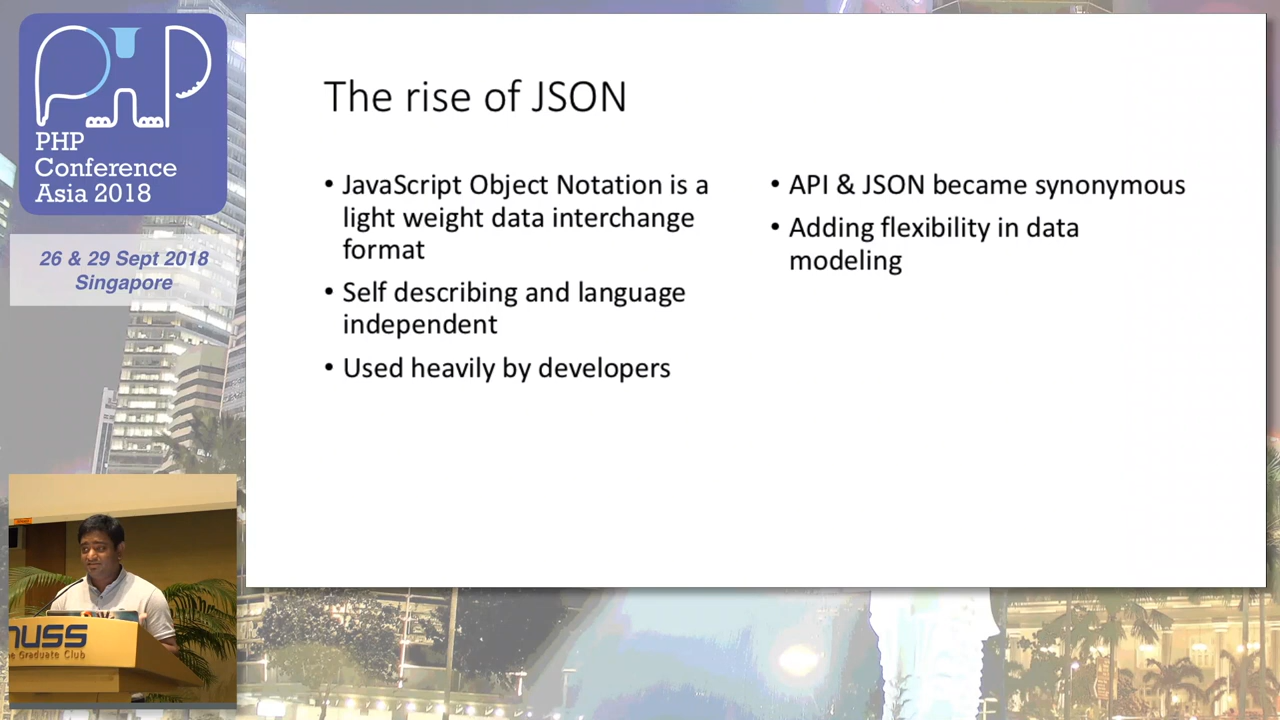 PHP
PHP
Conference
Asia 2018
26 & 29 Sept 2018
Singapore
The rise of JSON
• JavaScript Object Notation is a
light weight data interchange
format
• Self describing and language
independent
• Used heavily by developers
• API & JSON became synonymous
• Adding flexibility in data
modeling
nuss
e Graduate Club